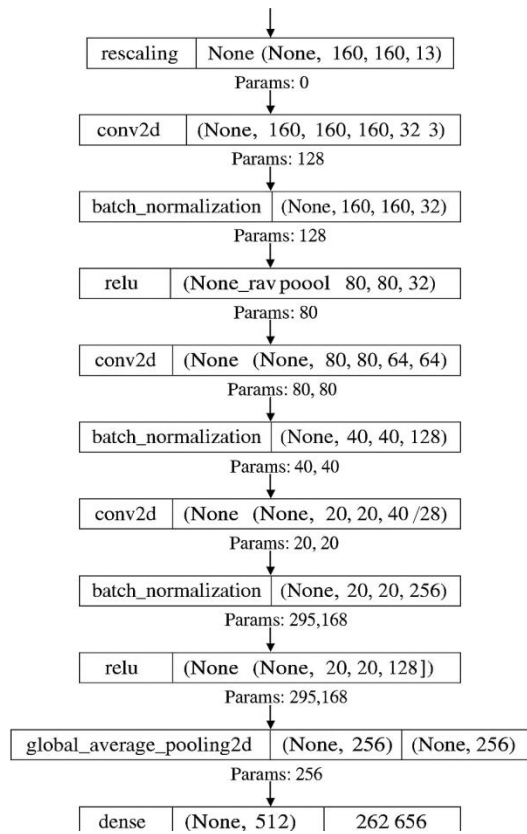 rescaling None (None, 160, 160, 13)
Params: 0
conv2d (None, 160, 160, 160, 32 3)
Params: 128
batch_normalization (None, 160, 160, 32)
Params: 128
relu (None_rav poool 80, 80, 32)
Params: 80
conv2d (None (None, 80, 80, 64, 64)
Params: 80, 80
batch_normalization (None, 40, 40, 128)
Params: 40, 40
conv2d (None (None, 20, 20, 40 /28)
Params: 20, 20
batch_normalization (None, 20, 20, 256)
Params: 295,168
relu (None (None, 20, 20, 128])
Params: 295,168
global_average_pooling2d (None, 256) (None, 256)
Params: 256
dense (None, 512) 262 656